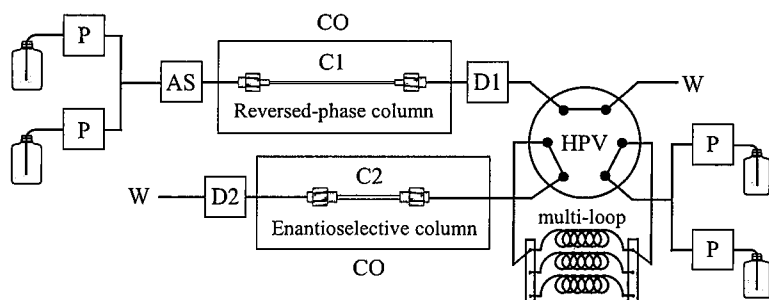 CO
P
C1
AS
D1
W
Reversed-phase column
P
HPV
P
C2
W
D2
multi-loop
Enantioselective column
P
CO